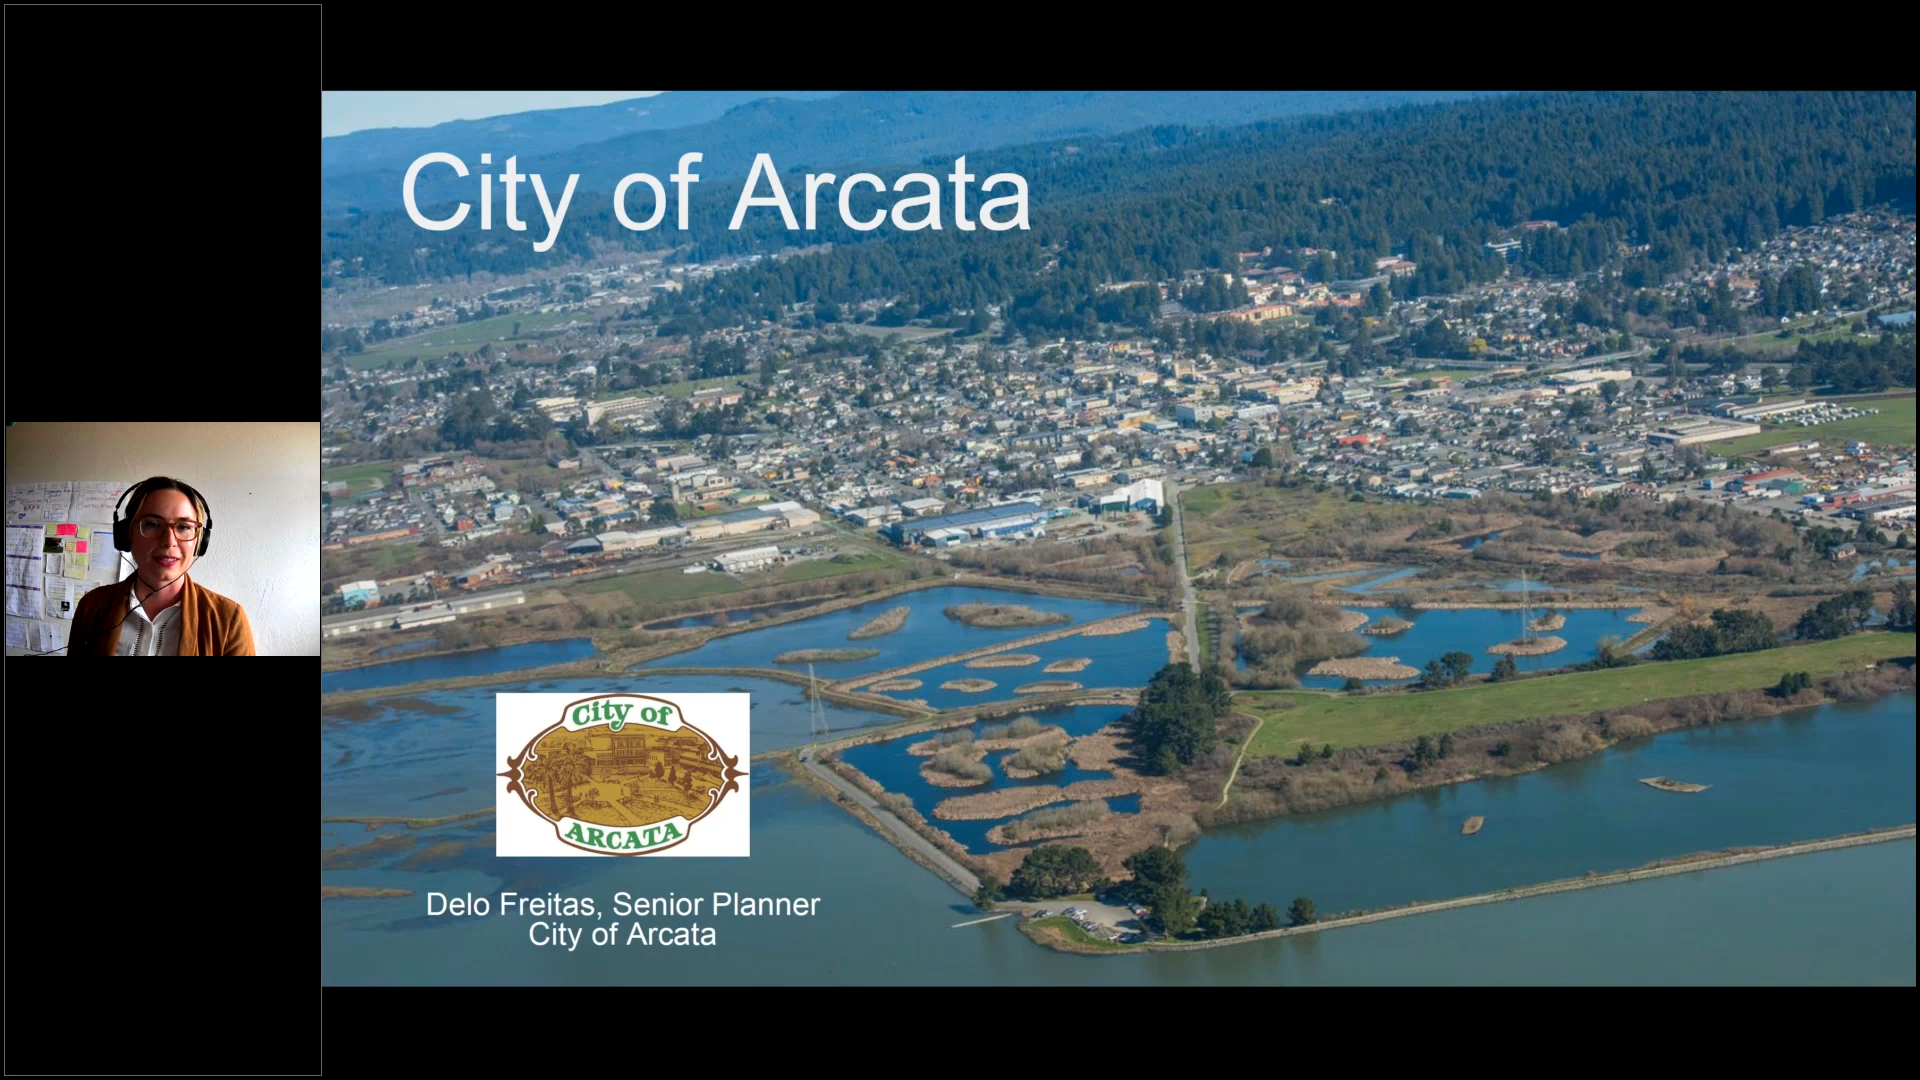 City of Arcata
City of
ARCATA
Delo Freitas, Senior Planner
City of Arcata